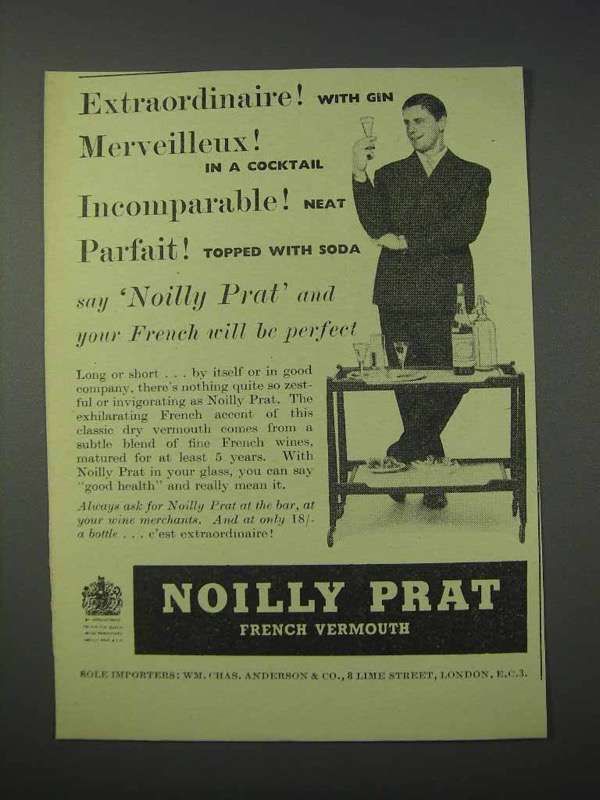 Extraordinaire! WITH GIN
Merveilleux!
IN A COCKTAIL
Incomparable! NEAT
Parfait! TOPPED WITH SODA
say ‘Noilly Prat’ and
your French will be perfect
Long or short . . . by itself or in good
company, there's nothing quite so zest-
ful or invigorating as Noilly Prat. The
exhilarating French accent of this
classic dry vermouth comes from a
subtle blend of fine French wines,
matured for at least 5 years. With
Noilly Prat in your glass, you can say
"good health" and really mean it.
Always ask for Noilly Prat at the bar, at
your wine merchants. And at only 18/-
a bottle . . . c'est extraordinaire!
NOILLY PRAT
FRENCH VERMOUTH
SOLE IMPORTERS: WM. CHAS. ANDERSON & CO., 8 LIME STREET, LONDON, E.C.3.